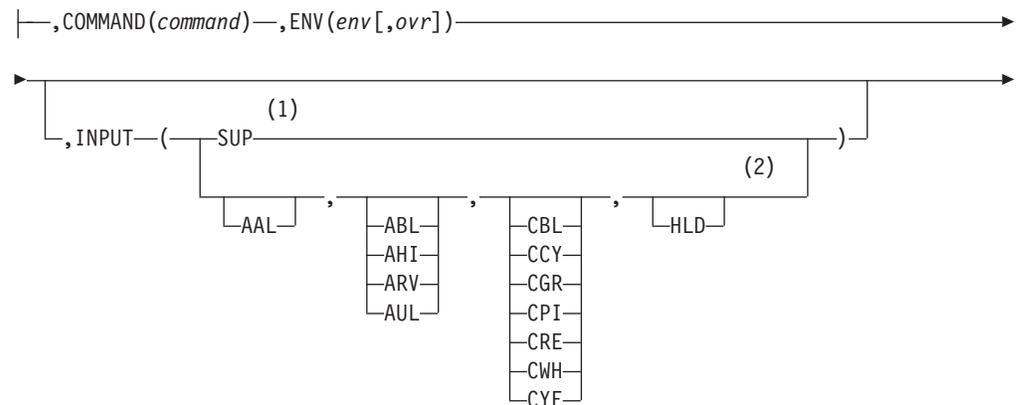 ,COMMAND(command) ,ENV(env[,ovr])
(1)
,INPUT ( SUP )
(2)
, , ,
AAL ABL CBL HLD
AHI CCY
ARV CGR
AUL CPI
CRE
CWH